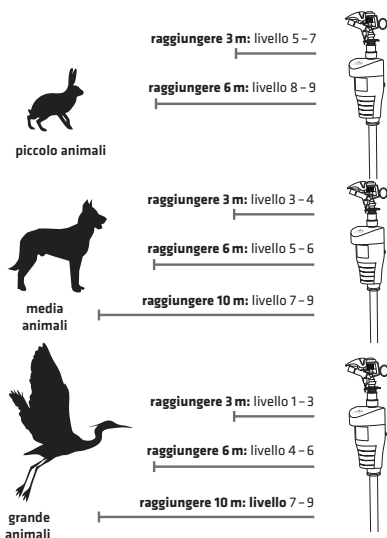 raggiungere 3 m: livello 5 – 7
raggiungere 6 m: livello 8 – 9
piccolo animali
raggiungere 3 m: livello 3 – 4
raggiungere 6 m: livello 5 – 6
raggiungere 10 m: livello 7 – 9
media
animali
raggiungere 3 m: livello 1 – 3
raggiungere 6 m: livello 4 – 6
raggiungere 10 m: livello 7 – 9
grande
animali